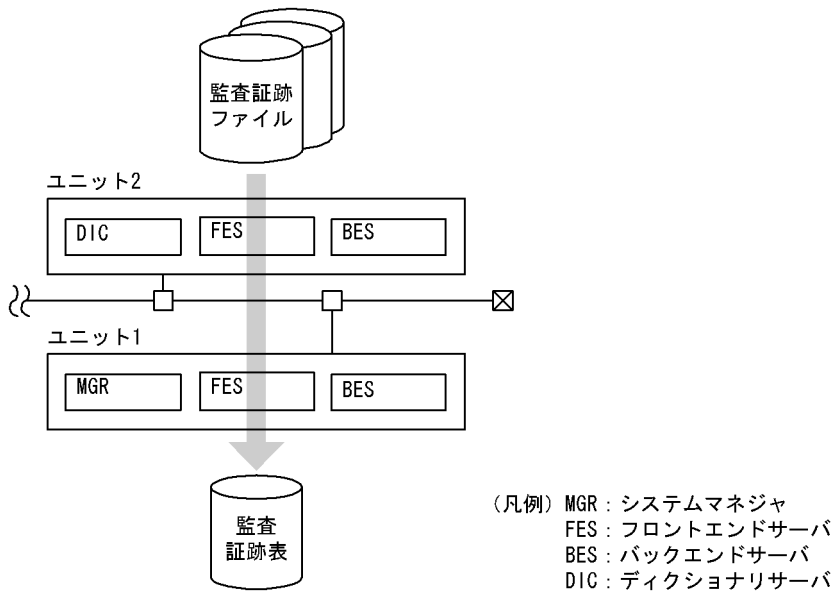 監査証跡
ファイル
ユニット2
DIC
FES
BES
ユニット1
MGR
FES
BES
監査
証跡表
(凡例) MGR:システムマネジャ
FES:フロントエンドサーバ
BES:バックエンドサーバ
DIC:ディクショナリサーバ